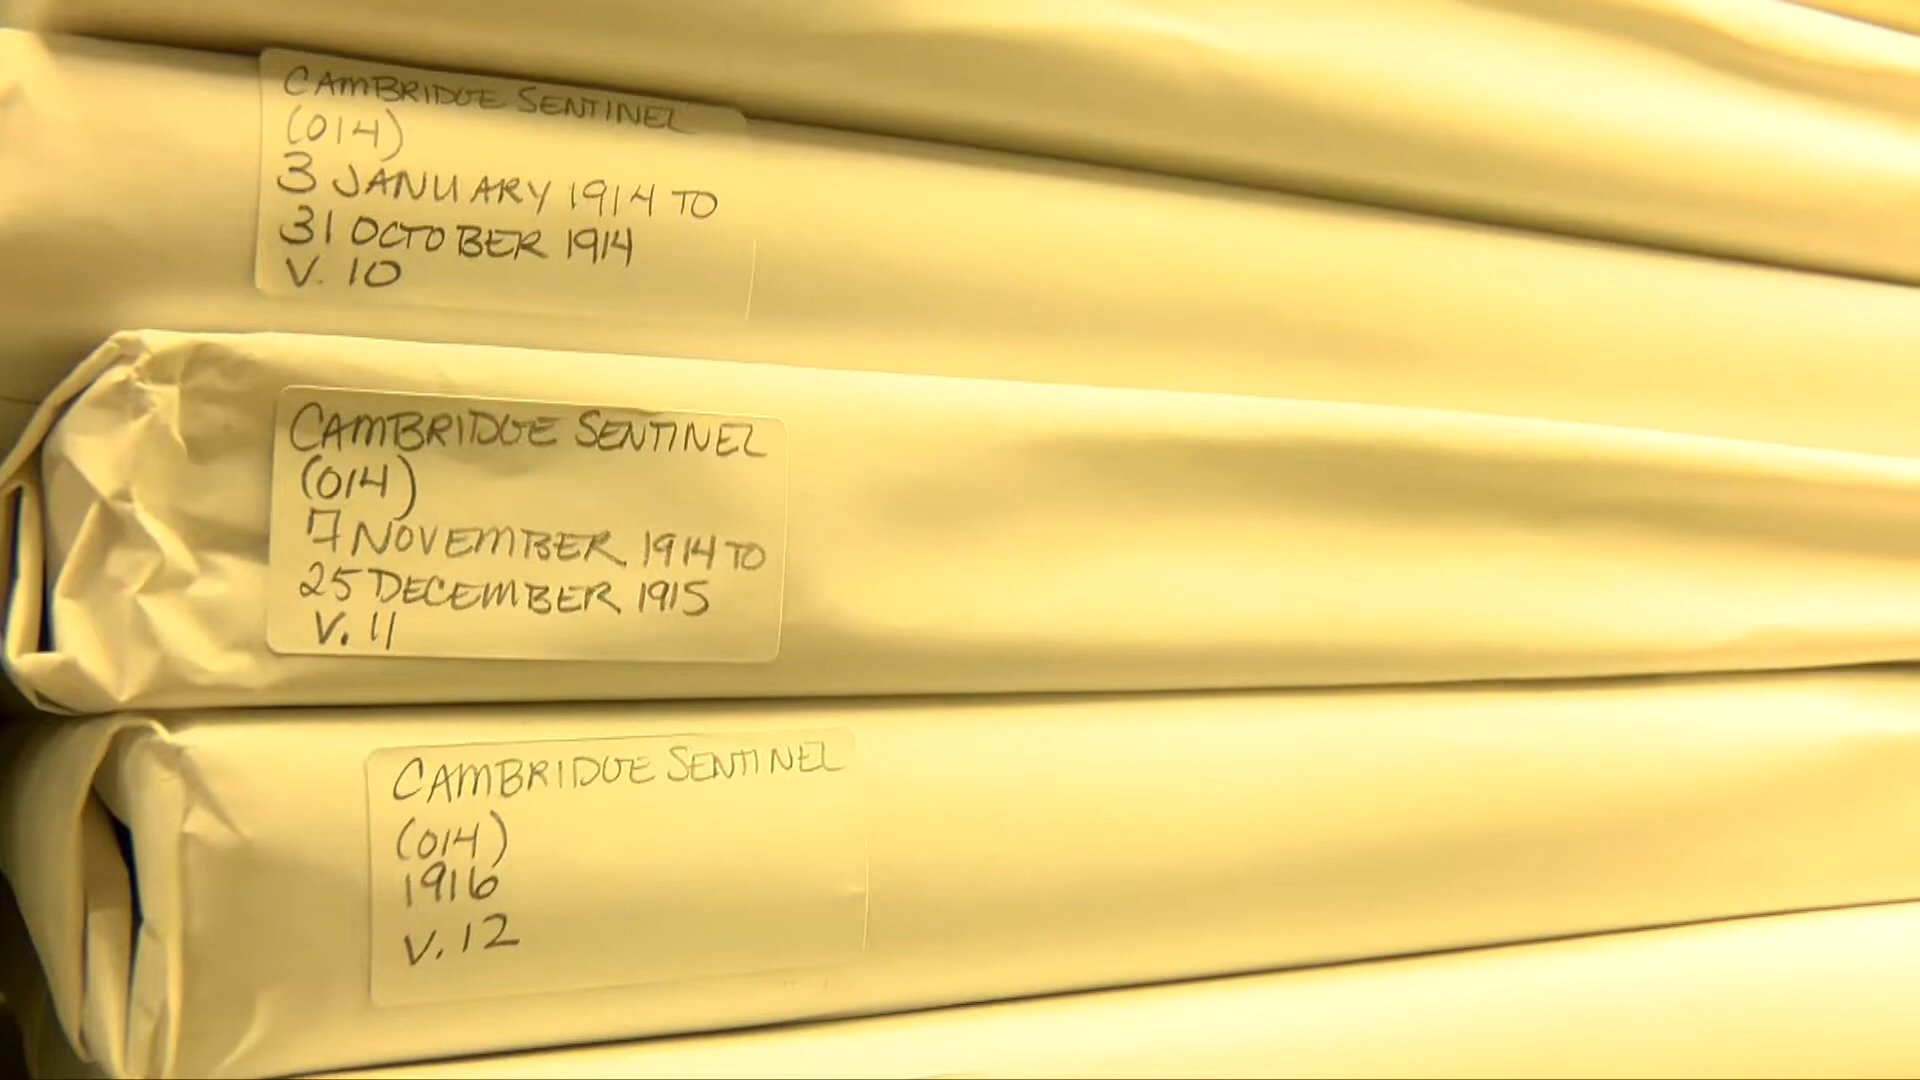 CAMBRIDGE SENTINEL
(014)
3 JANUARY 1914 TO
31 OCTOBER 1914
V. 10
CAMBRIDGE SENTINEL
(014)
7 NOVEMBER 1914 TO
25 DECEMBER 1915
V. 11
CAMBRIDGE SENTINEL
(014)
1916
V. 12